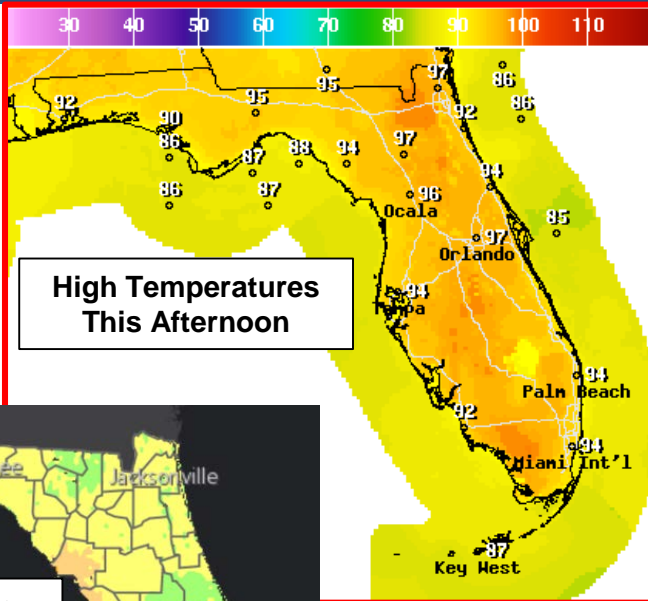 30 40 50 60 70 80 90 100 110
95
97
86
92
95
92
86
90
86
87
88
94
97
94
86
87
96
Ocala
85
97
Orlando
High Temperatures
This Afternoon
94
Tampa
94
Palm Beach
92
94
Miami Int'l
87
Key West
ee
Jacksonville